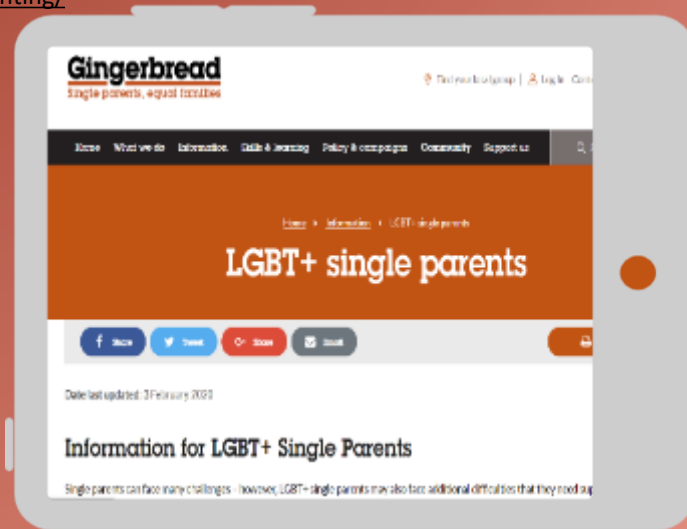 nting/
Gingerbread
Single parents, equal families
Find your local group | Log in Cont
Home What we do Information Skills & learning Policy & campaigns Community Support us
Home Information LGBT+ single parents
LGBT+ single parents
Share Tweet Share Email
Date last updated: 3 February 2020
Information for LGBT+ Single Parents
Single parents can face many challenges - however, LGBT+ single parents may also face additional difficulties that they need sup